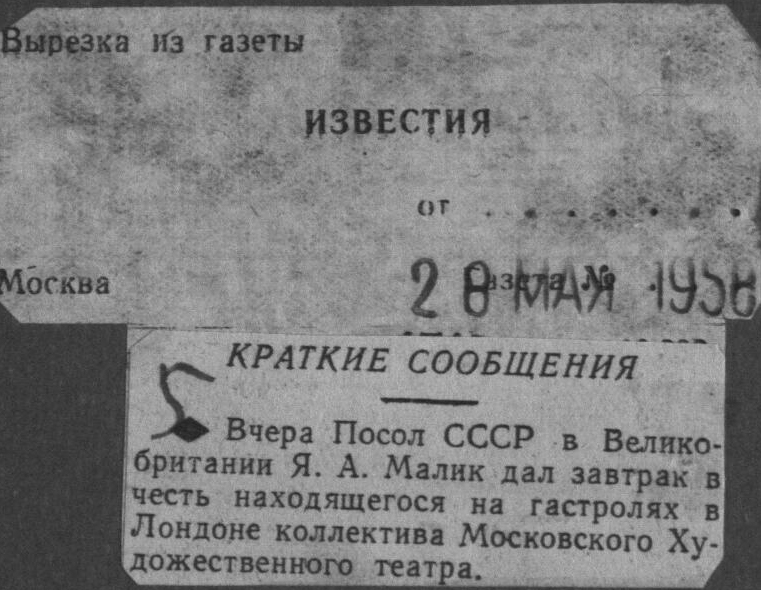 Вырезка из газеты
ИЗВЕСТИЯ
от . . . . . . .
Москва
Газета №
28 МАЯ 1958
КРАТКИЕ СООБЩЕНИЯ
Вчера Посол СССР в Велико-
британии Я. А. Малик дал завтрак в
честь находящегося на гастролях в
Лондоне коллектива Московского Ху-
дожественного театра.